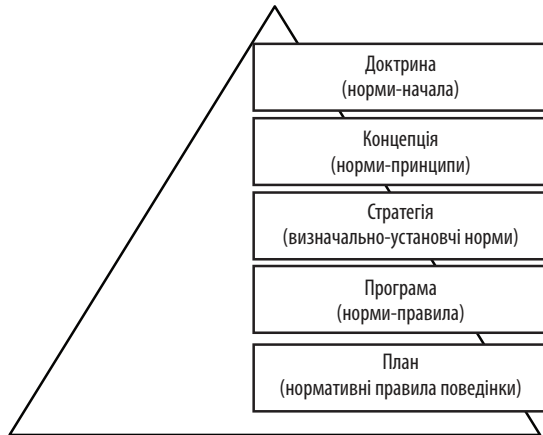 Доктрина
(норми-начала)
Концепція
(норми-принципи)
Стратегія
(визначально-установчі норми)
Програма
(норми-правила)
План
(нормативні правила поведінки)